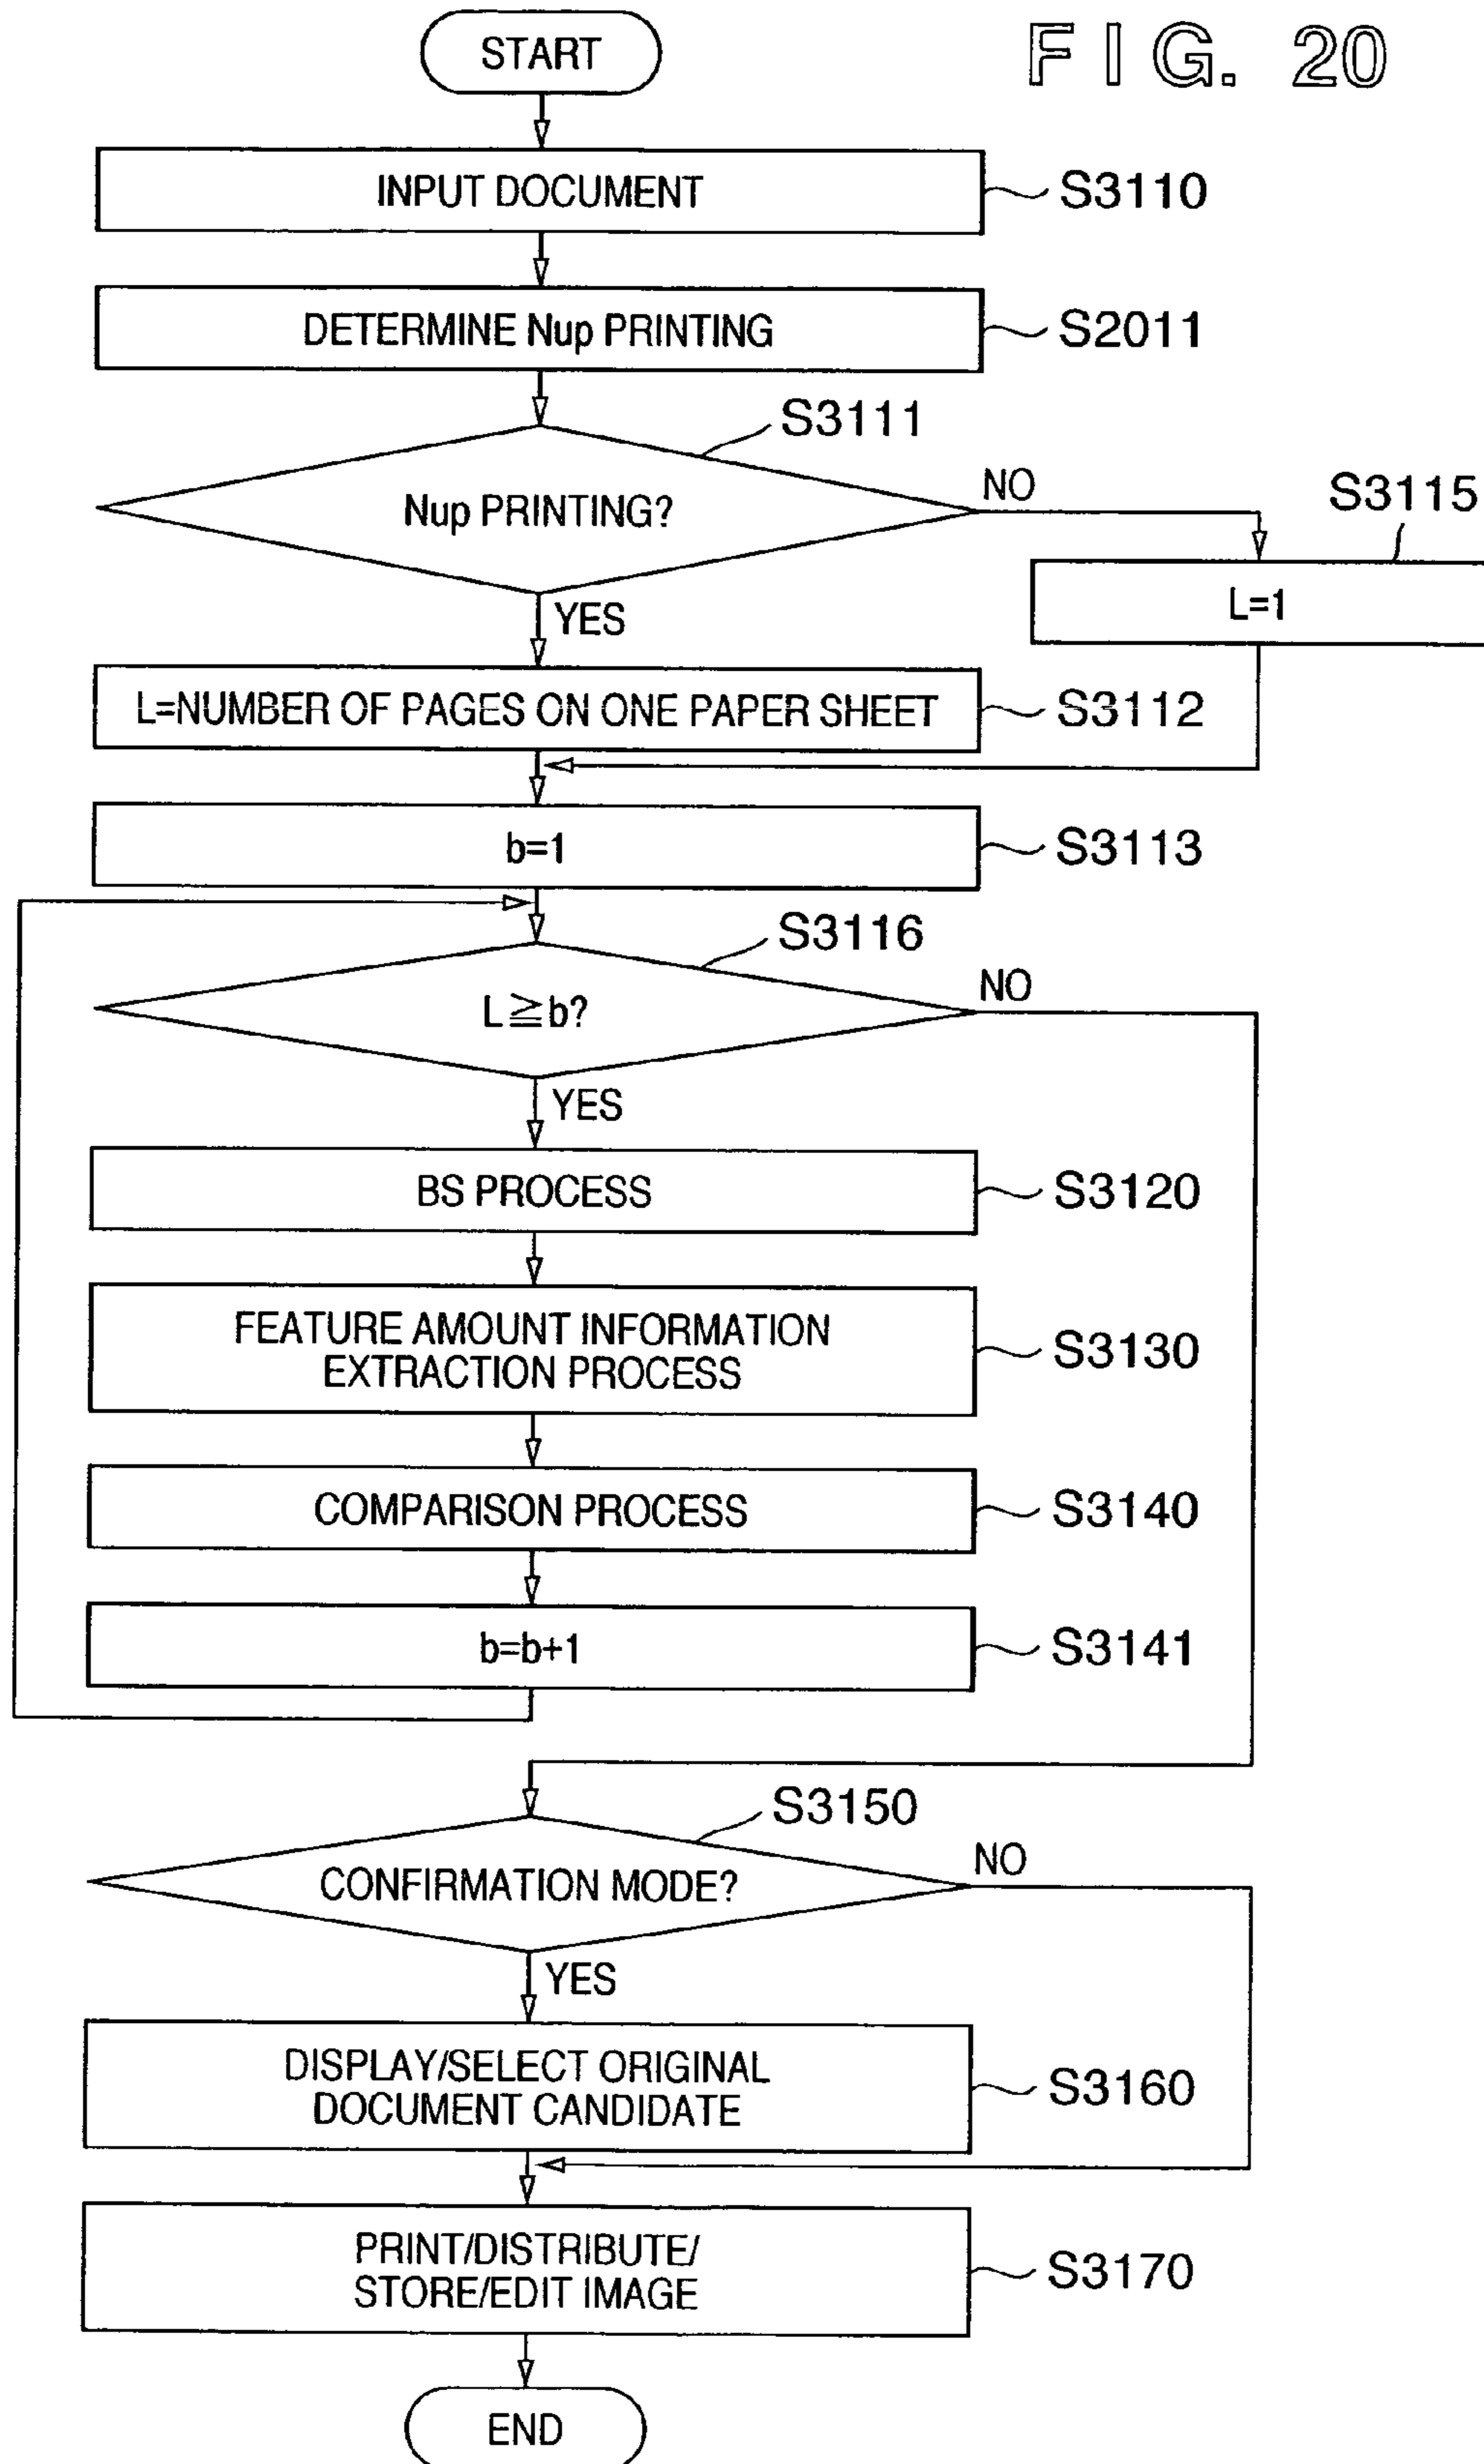 FIG. 20
START
INPUT DOCUMENT
S3110
DETERMINE Nup PRINTING
S2011
S3111
Nup PRINTING?
NO
S3115
L=1
YES
L=NUMBER OF PAGES ON ONE PAPER SHEET
S3112
b=1
S3113
S3116
L≧b?
NO
YES
BS PROCESS
S3120
FEATURE AMOUNT INFORMATION
EXTRACTION PROCESS
S3130
COMPARISON PROCESS
S3140
b=b+1
S3141
S3150
CONFIRMATION MODE?
NO
YES
DISPLAY/SELECT ORIGINAL
DOCUMENT CANDIDATE
S3160
PRINT/DISTRIBUTE/
STORE/EDIT IMAGE
S3170
END